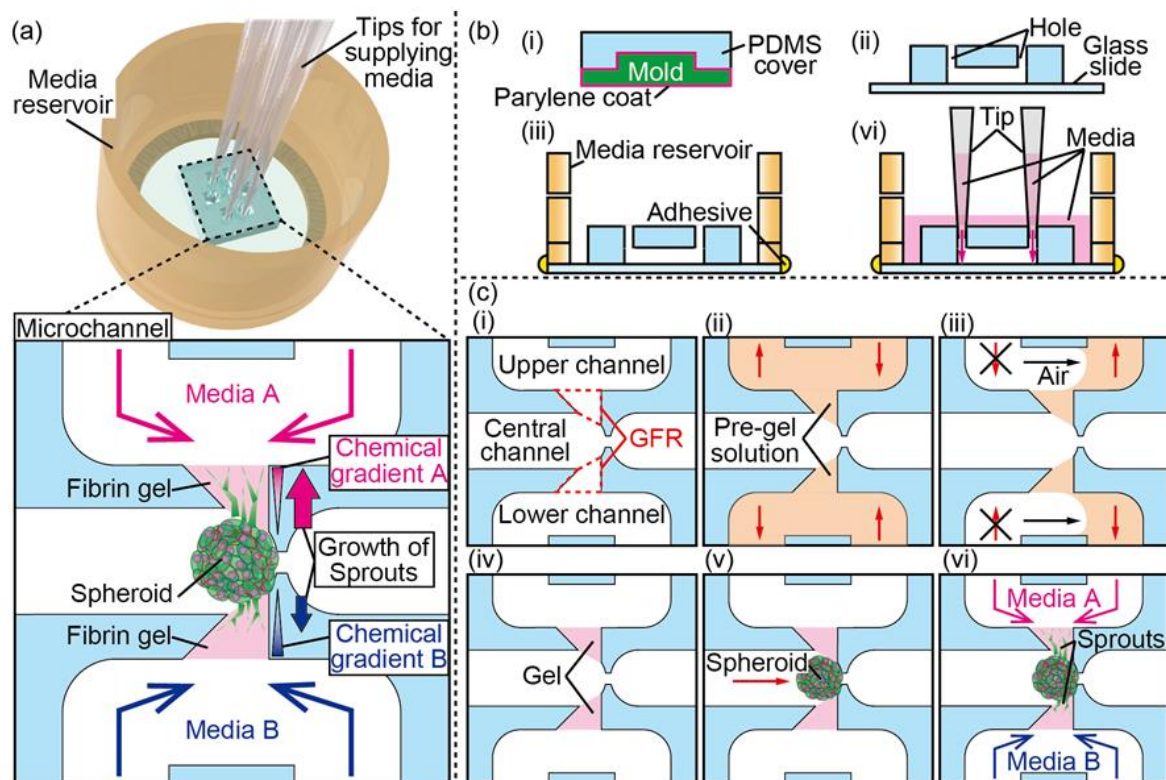 (a)
Tips for
supplying
media
Media
reservoir
Microchannel
Media A
Chemical
gradient A
Fibrin gel
Growth of
Sprouts
Spheroid
Fibrin gel
Chemical
gradient B
Media B
(b)
(i)
PDMS
cover
Mold
Parylene coat
(ii)
Hole
Glass
slide
(iii)
Media reservoir
Adhesive
(vi)
Tip
Media
(c)
(i)
Upper channel
Central
channel
GFR
Lower channel
(ii)
Pre-gel
solution
(iii)
Air
(iv)
Gel
(v)
Spheroid
(vi)
Media A
Sprouts
Media B